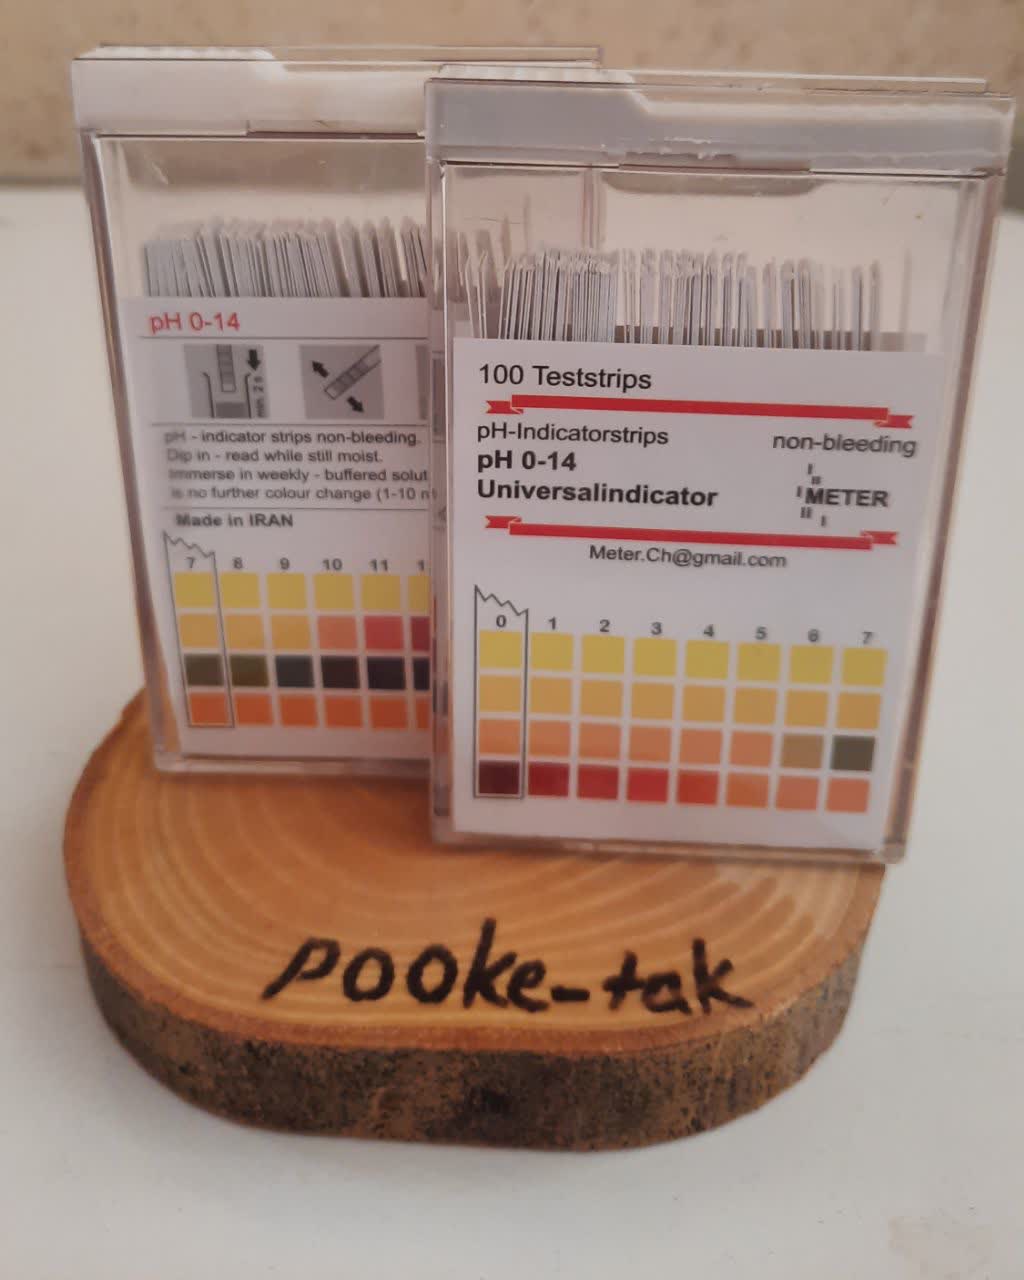 pH 0-14
min. 2 s
pH - indicator strips non-bleeding.
Dip in - read while still moist.
Immerse in weekly - buffered solut
is no further colour change (1-10 m
Made in IRAN
7 8 9 10 11 1
100 Teststrips
pH-Indicatorstrips
non-bleeding
pH 0-14
Universalindicator
METER
Meter.Ch@gmail.com
0 1 2 3 4 5 6 7
pooke-tak